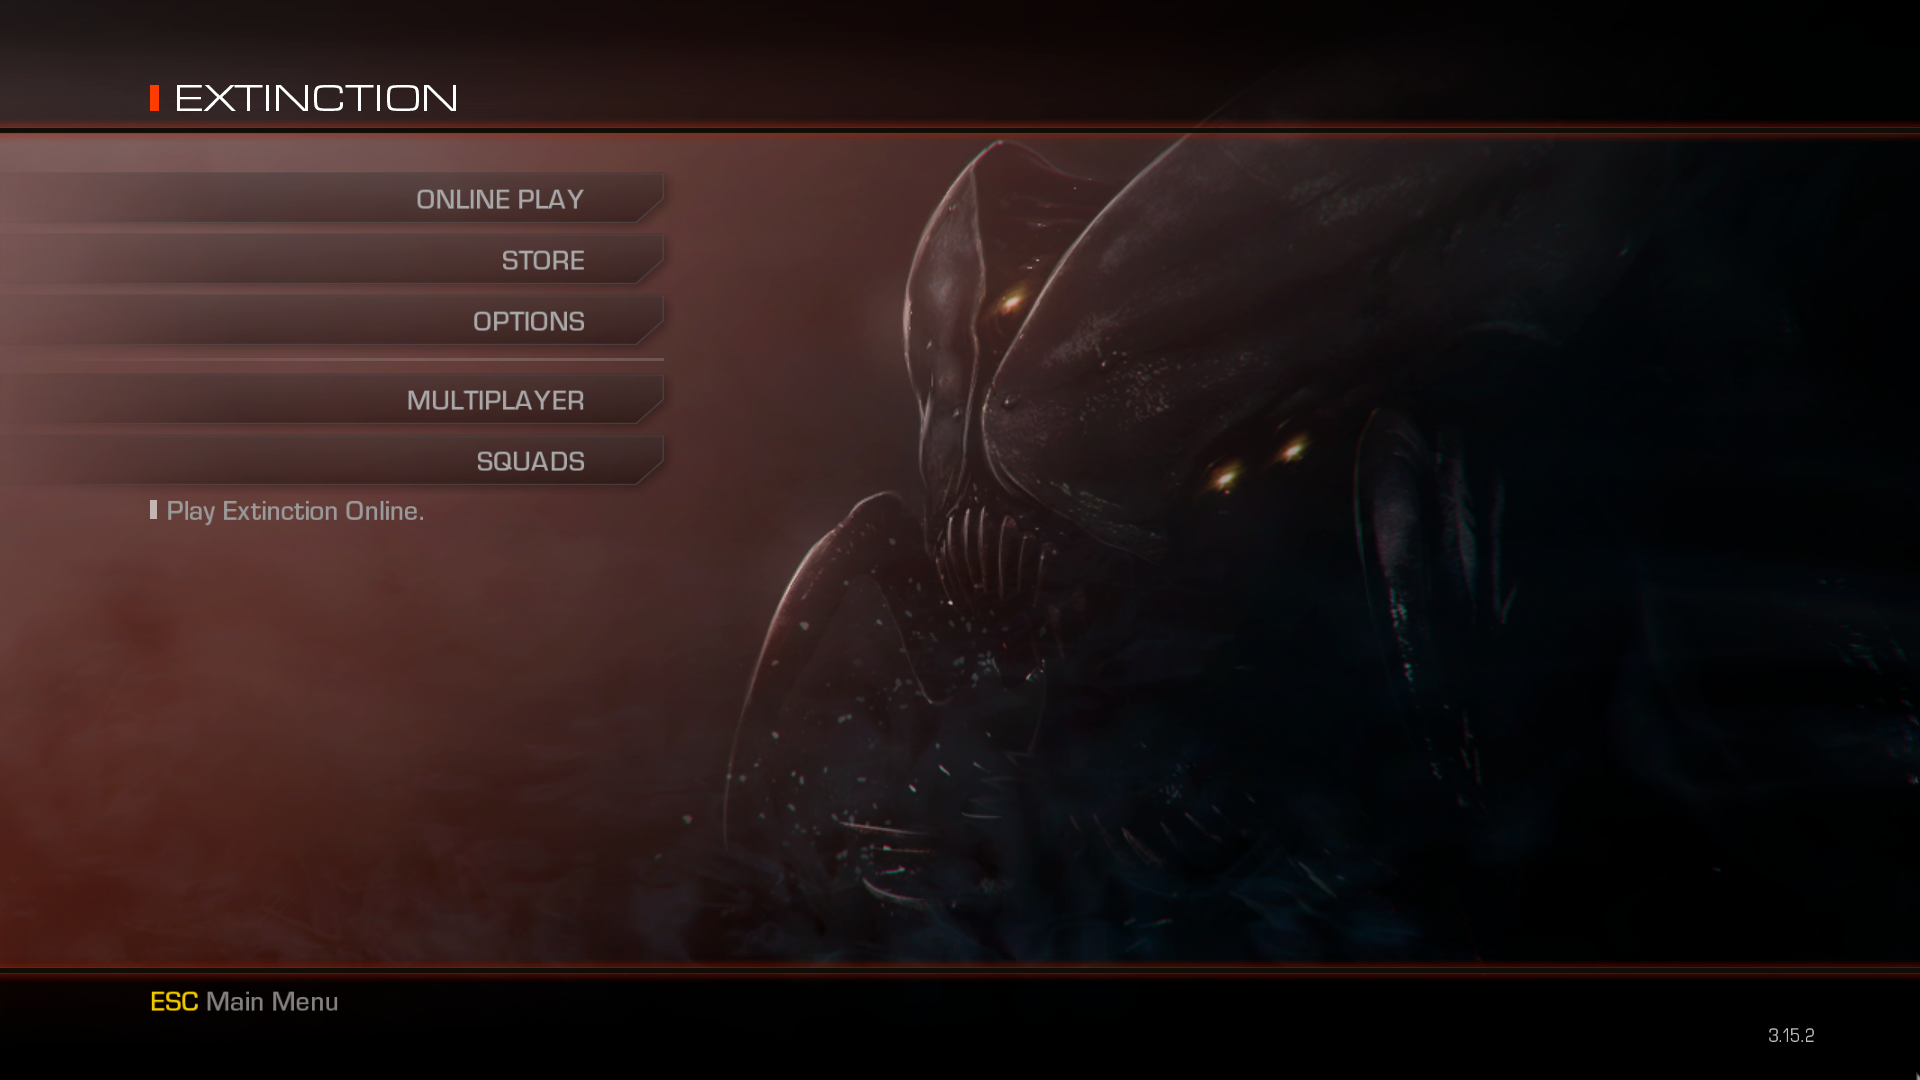 EXTINCTION
ONLINE PLAY
STORE
OPTIONS
MULTIPLAYER
SQUADS
Play Extinction Online.
ESC Main Menu
3.15.2